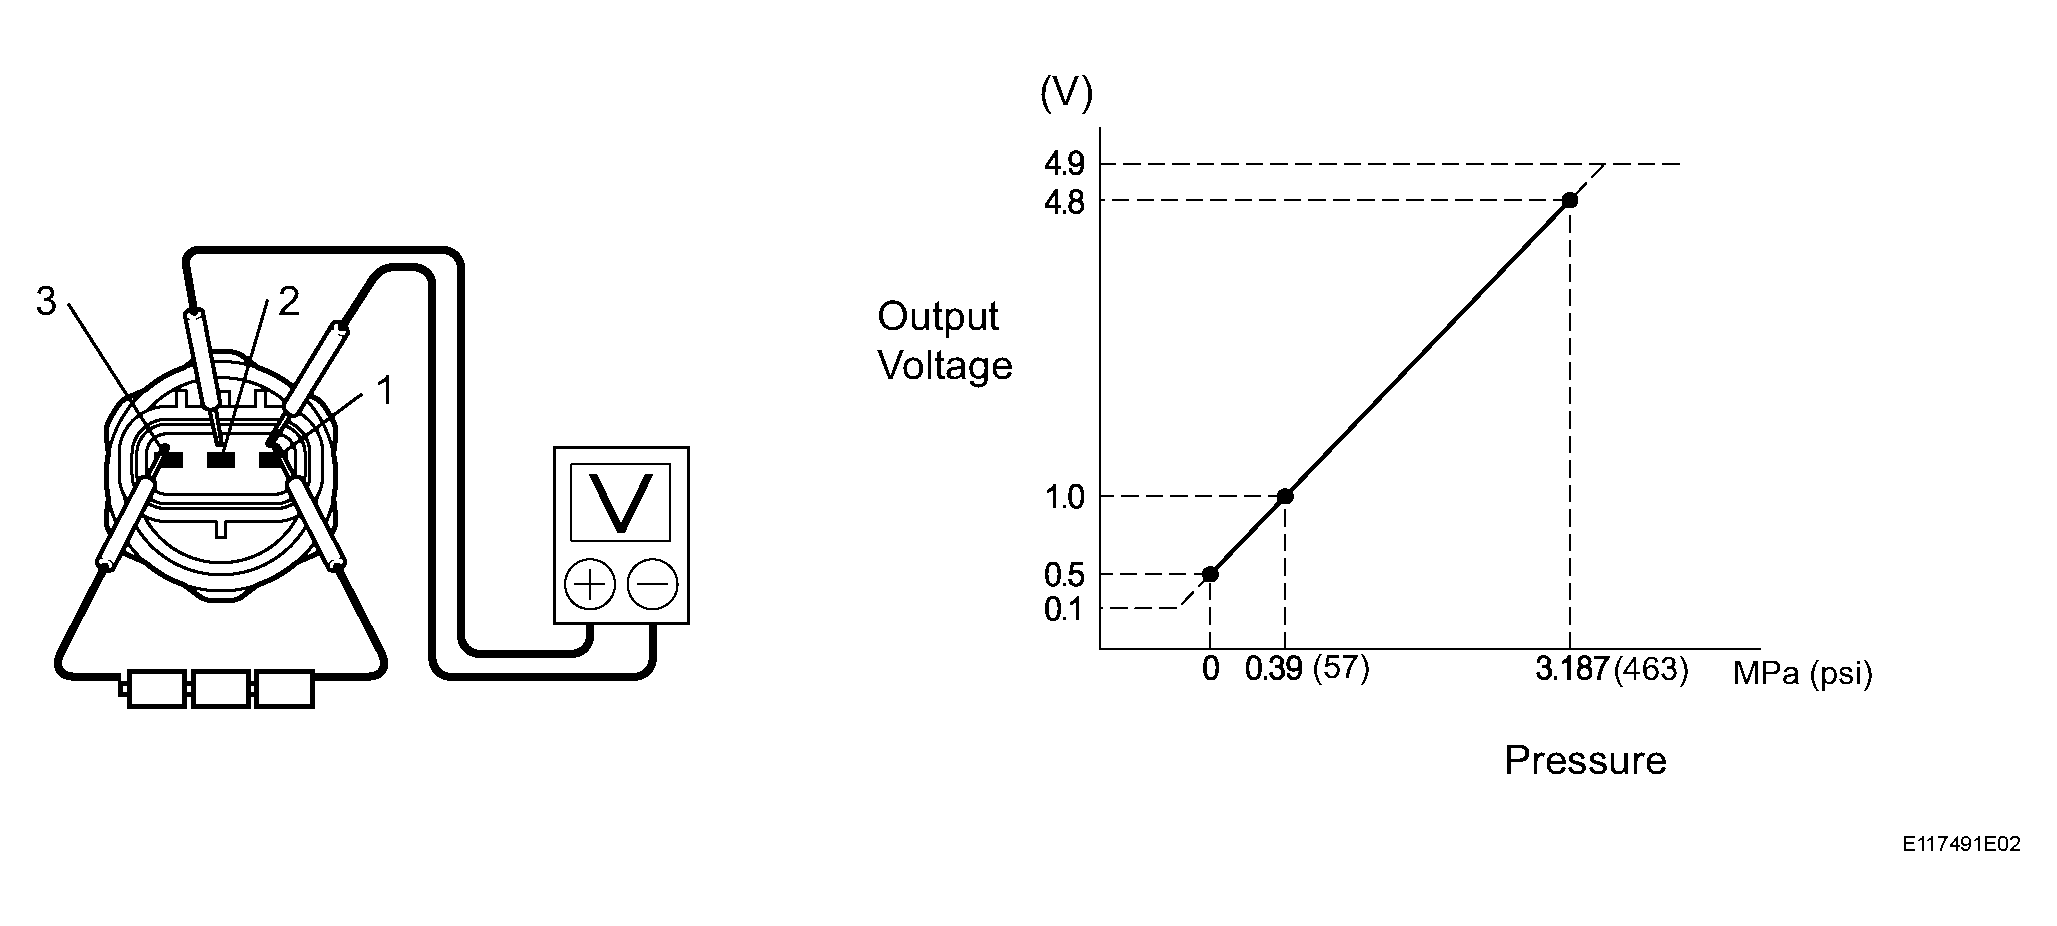 3
2
1
V
+ −
(V)
Output
Voltage
4.9
4.8
1.0
0.5
0.1
0 0.39 (57) 3.187 (463) MPa (psi)
Pressure
E117491E02